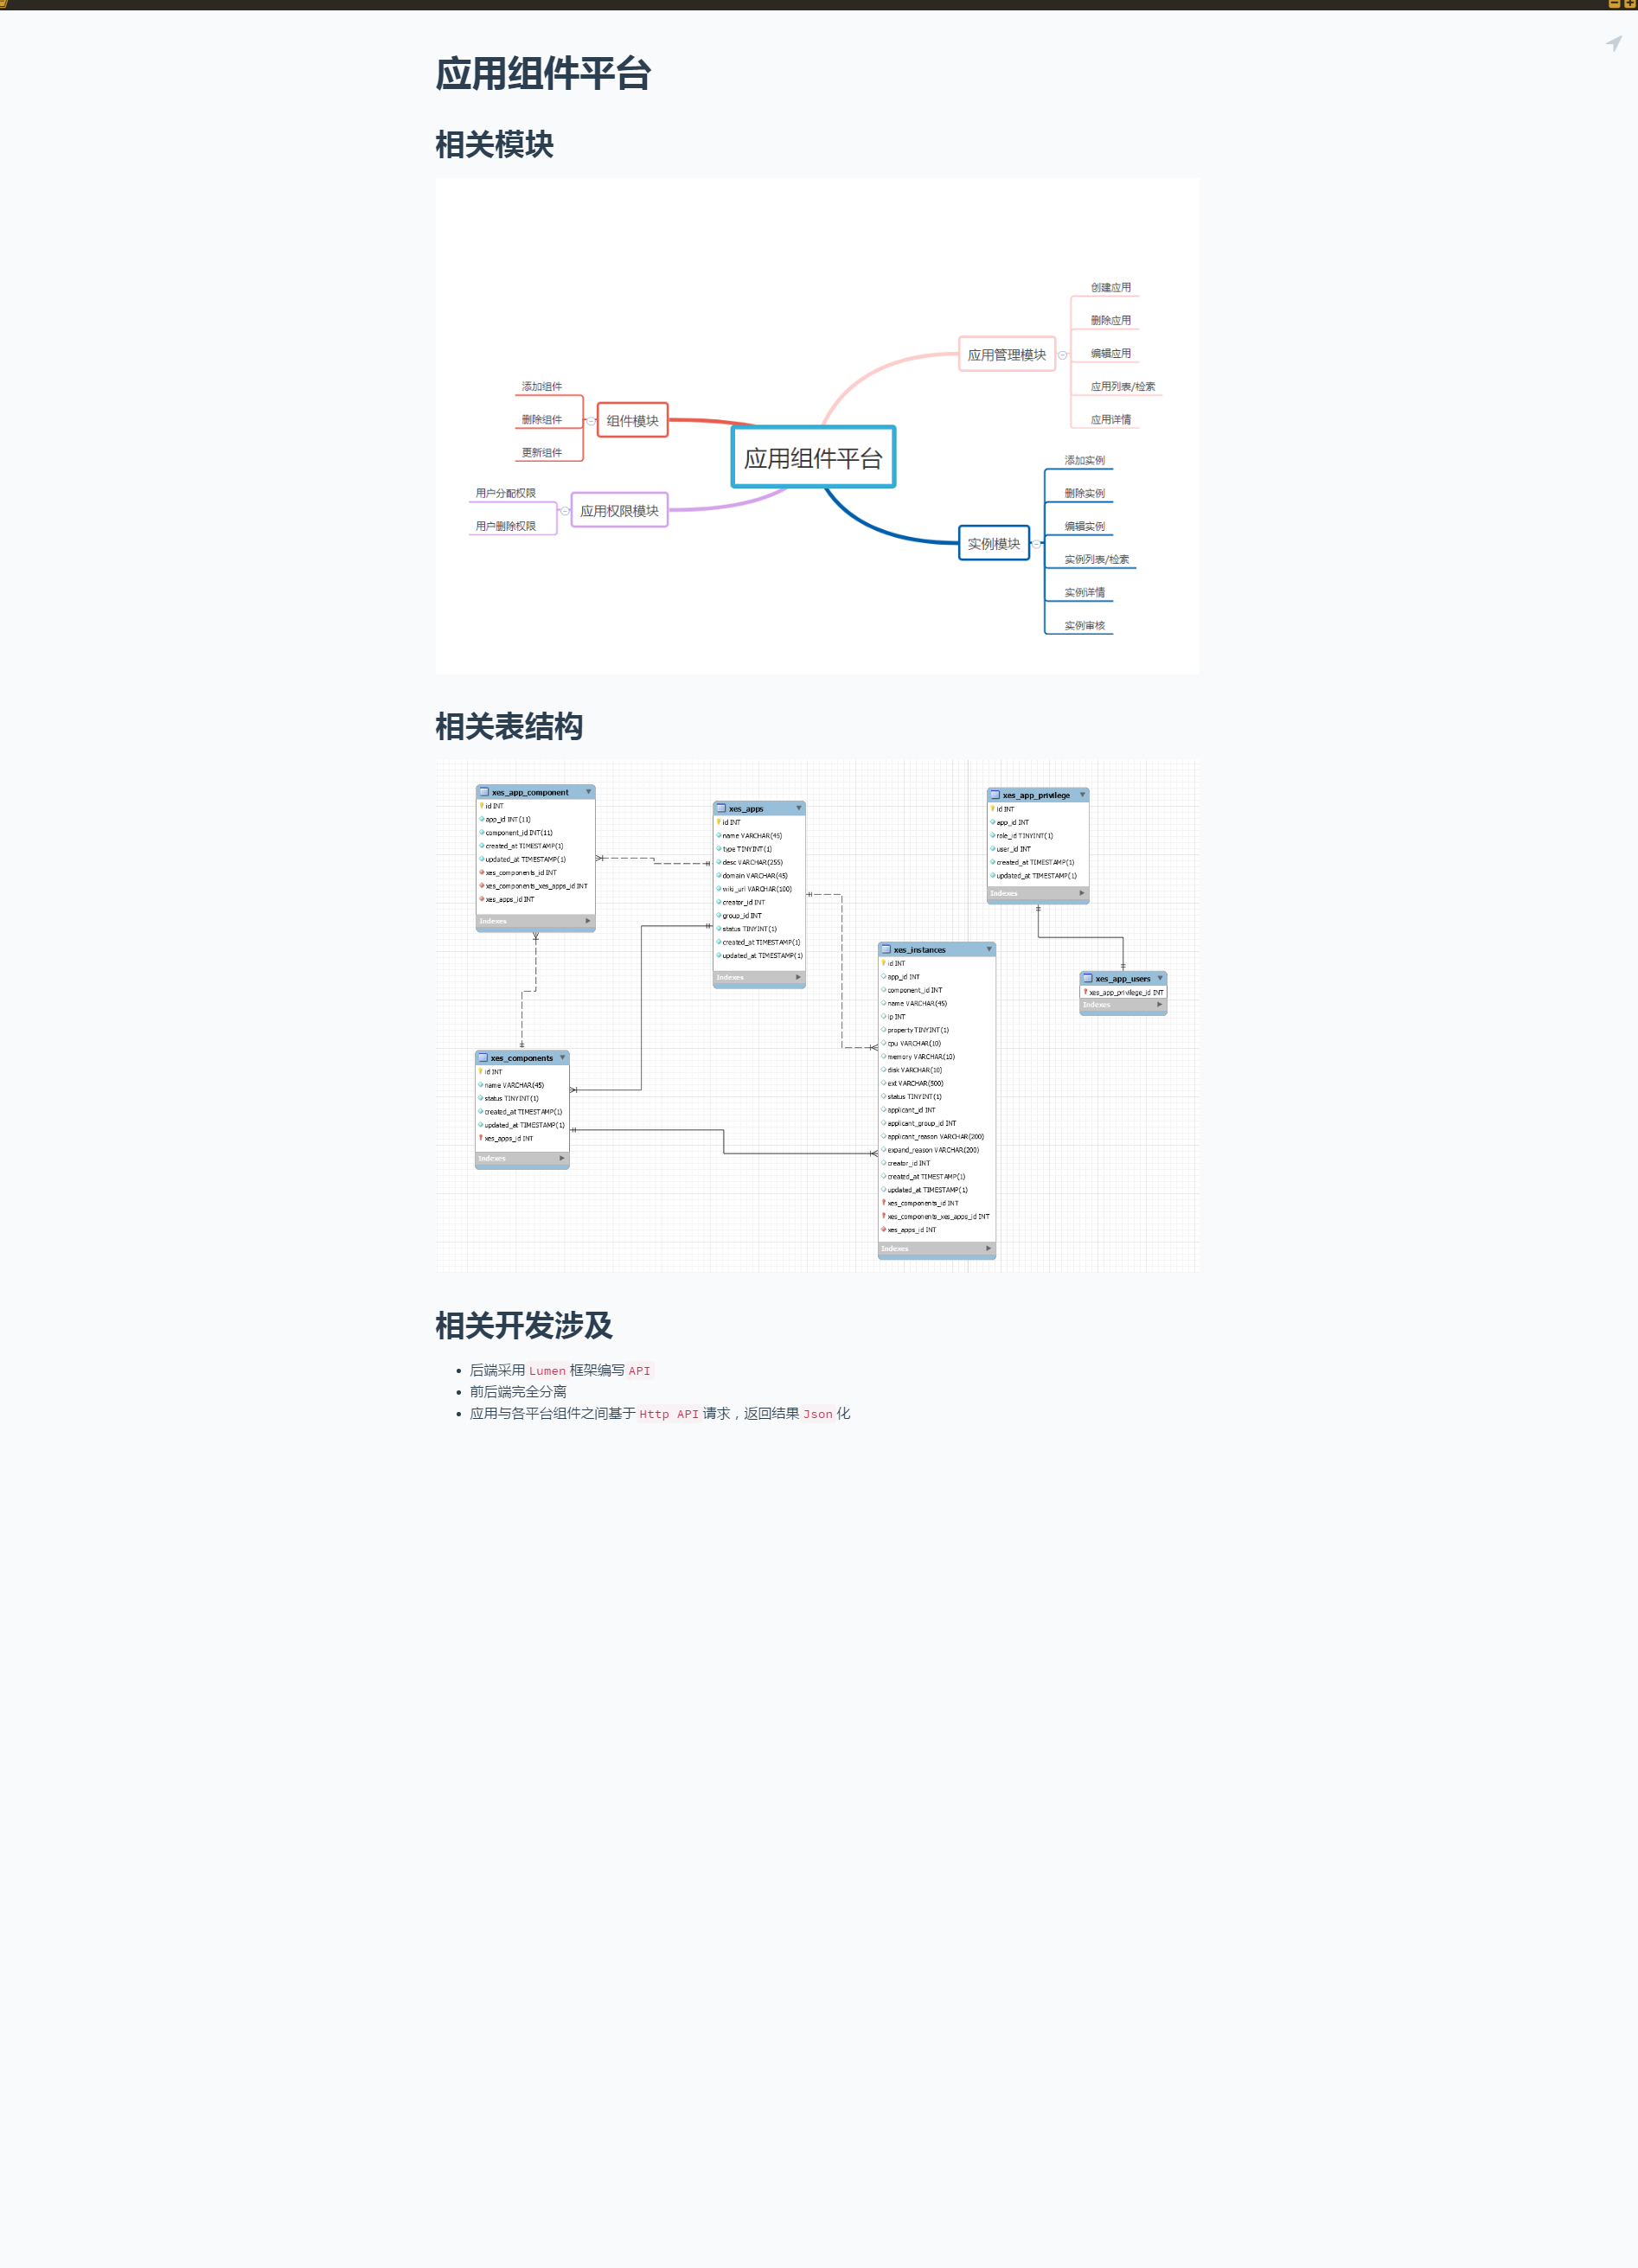 应用组件平台
相关模块
创建应用
删除应用
编辑应用
应用列表/检索
应用详情
应用管理模块
添加组件
删除组件
更新组件
组件模块
应用组件平台
用户分配权限
用户删除权限
应用权限模块
添加实例
删除实例
编辑实例
实例列表/检索
实例详情
实例审核
实例模块
相关表结构
xes_app_component
id INT
app_id INT(11)
component_id INT(11)
created_at TIMESTAMP(1)
updated_at TIMESTAMP(1)
xes_components_id INT
xes_components_xes_apps_id INT
xes_apps_id INT
Indexes
xes_apps
id INT
name VARCHAR(45)
type TINYINT(1)
desc VARCHAR(255)
domain VARCHAR(45)
wiki_url VARCHAR(100)
creator_id INT
group_id INT
status TINYINT(1)
created_at TIMESTAMP(1)
updated_at TIMESTAMP(1)
Indexes
xes_app_privilege
id INT
app_id INT
role_id TINYINT(1)
user_id INT
created_at TIMESTAMP(1)
updated_at TIMESTAMP(1)
Indexes
xes_instances
id INT
app_id INT
component_id INT
name VARCHAR(45)
ip INT
property TINYINT(1)
cpu VARCHAR(10)
memory VARCHAR(10)
disk VARCHAR(10)
ext VARCHAR(500)
status TINYINT(1)
applicant_id INT
applicant_group_id INT
applicant_reason VARCHAR(200)
expand_reason VARCHAR(200)
creator_id INT
created_at TIMESTAMP(1)
updated_at TIMESTAMP(1)
xes_components_id INT
xes_components_xes_apps_id INT
xes_apps_id INT
Indexes
xes_app_users
xes_app_privilege_id INT
Indexes
xes_components
id INT
name VARCHAR(45)
status TINYINT(1)
created_at TIMESTAMP(1)
updated_at TIMESTAMP(1)
xes_apps_id INT
Indexes
相关开发涉及
后端采用 Lumen 框架编写 API
前后端完全分离
应用与各平台组件之间基于 Http API 请求，返回结果 Json 化